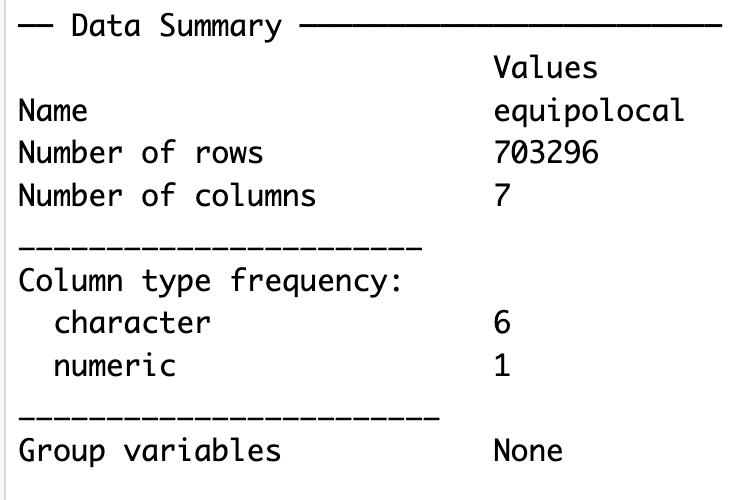 ── Data Summary ────────────────────────
Values
Name equipolocal
Number of rows 703296
Number of columns 7
_______________________
Column type frequency:
character 6
numeric 1
________________________
Group variables None